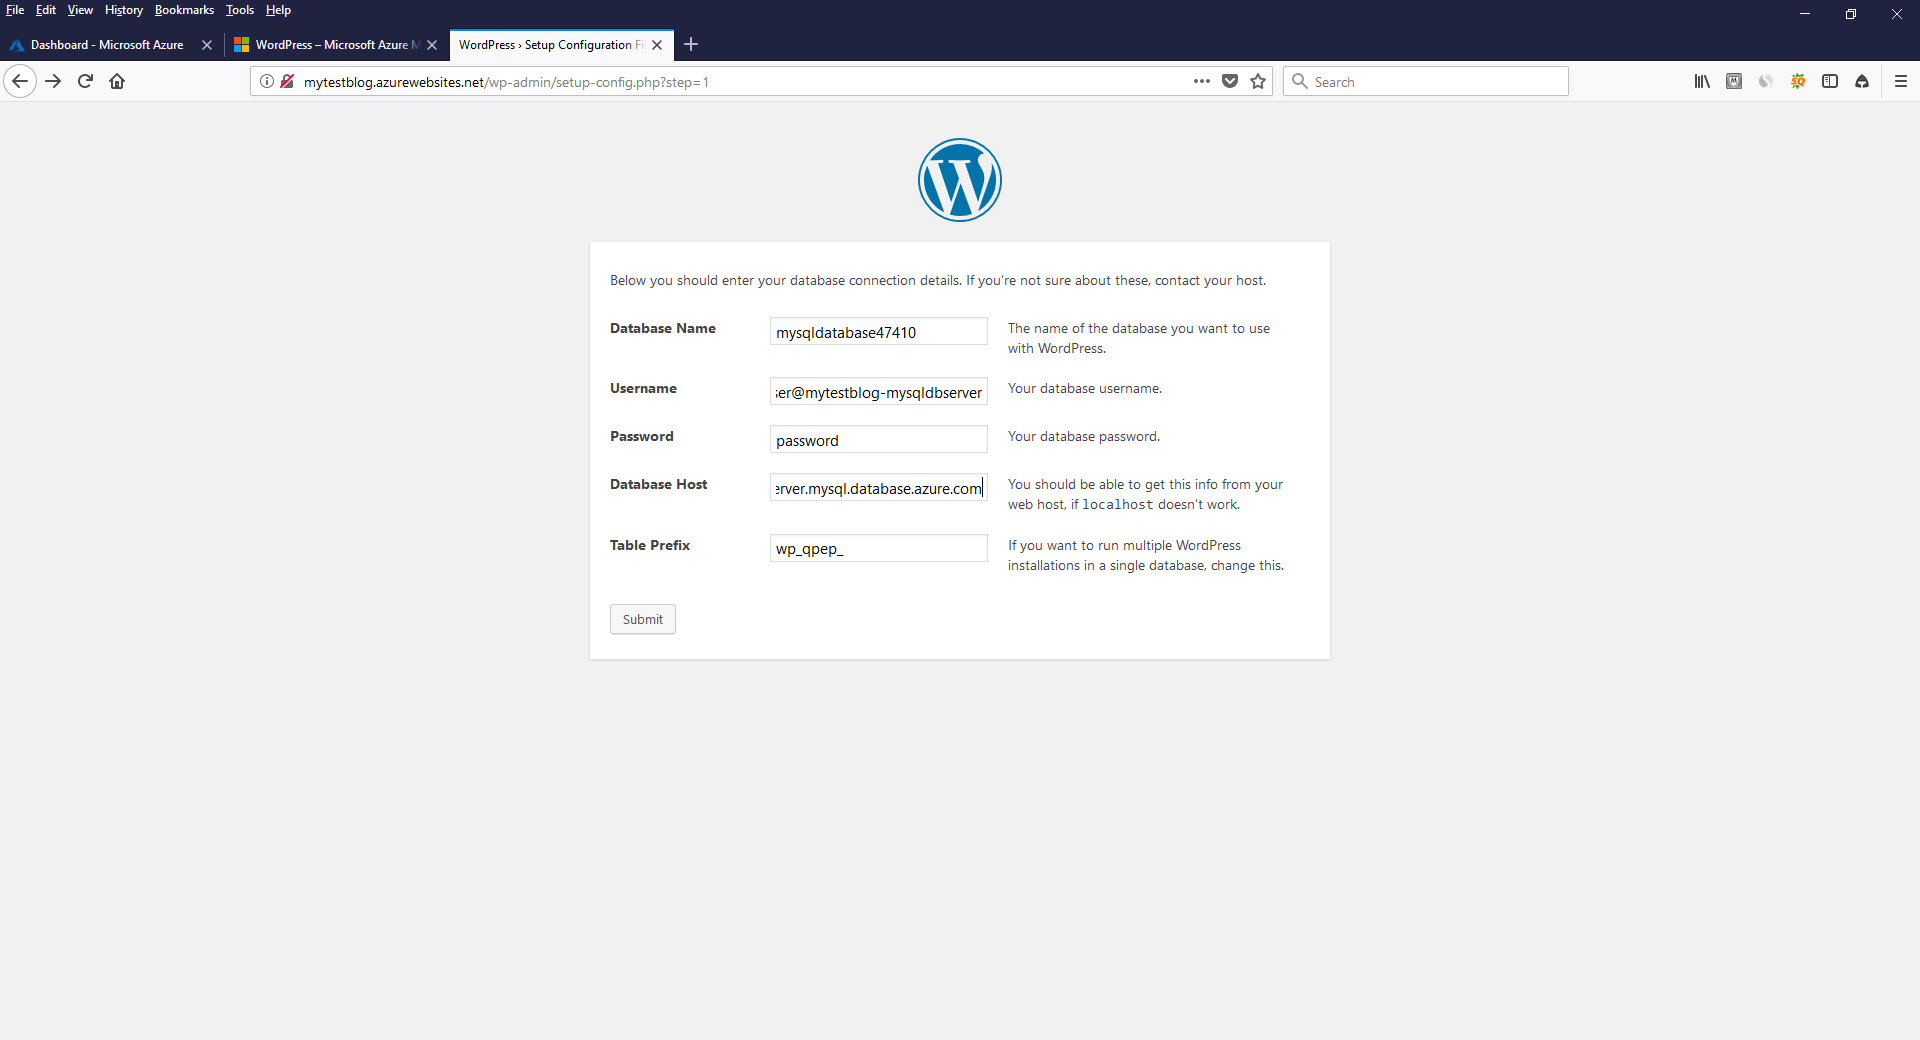 File Edit View History Bookmarks Tools Help
Dashboard - Microsoft Azure
WordPress – Microsoft Azure M
WordPress › Setup Configuration Fi
mytestblog.azurewebsites.net/wp-admin/setup-config.php?step=1
Search
Below you should enter your database connection details. If you’re not sure about these, contact your host.
Database Name
mysqldatabase47410
The name of the database you want to use
with WordPress.
Username
ser@mytestblog-mysqldbserver
Your database username.
Password
password
Your database password.
Database Host
erver.mysql.database.azure.com
You should be able to get this info from your
web host, if localhost doesn’t work.
Table Prefix
wp_qpep_
If you want to run multiple WordPress
installations in a single database, change this.
Submit